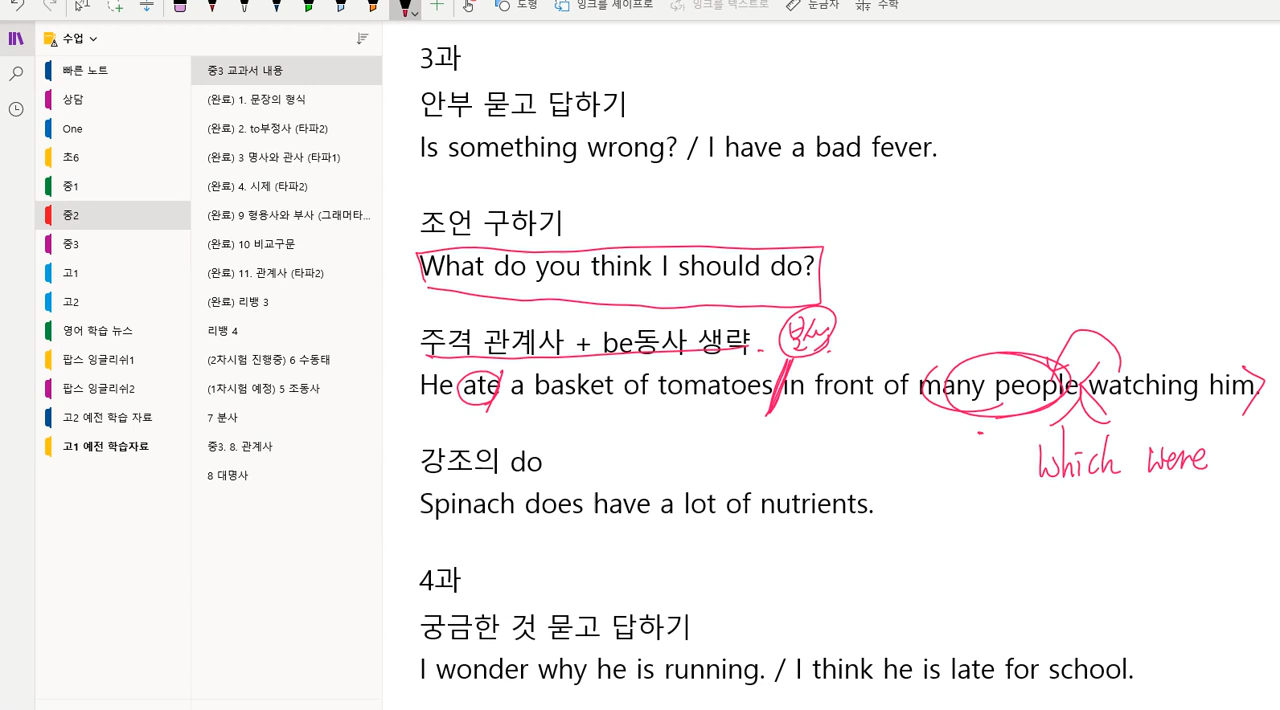 도형
잉크를 셰이프로
잉크를 텍스트로
눈금자
수학
수업
빠른 노트
상담
One
초6
중1
중2
중3
고1
고2
영어 학습 뉴스
팝스 잉글리쉬1
팝스 잉글리쉬2
고2 예전 학습 자료
고1 예전 학습자료
중3 교과서 내용
(완료) 1. 문장의 형식
(완료) 2. to부정사 (타파2)
(완료) 3 명사와 관사 (타파1)
(완료) 4. 시제 (타파2)
(완료) 9 형용사와 부사 (그래머타...
(완료) 10 비교구문
(완료) 11. 관계사 (타파2)
(완료) 리뱅 3
리뱅 4
(2차시험 진행중) 6 수동태
(1차시험 예정) 5 조동사
7 분사
중3. 8. 관계사
8 대명사
3과
안부 묻고 답하기
Is something wrong? / I have a bad fever.
조언 구하기
What do you think I should do?
주격 관계사 + be동사 생략
He ate a basket of tomatoes in front of many people watching him.
which were
강조의 do
Spinach does have a lot of nutrients.
4과
궁금한 것 묻고 답하기
I wonder why he is running. / I think he is late for school.